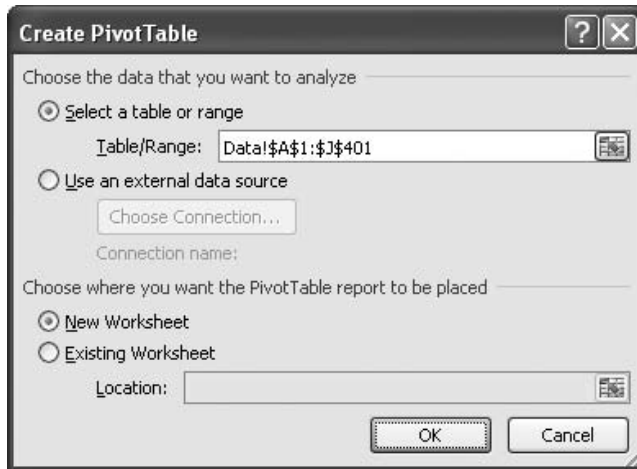 Create PivotTable
?
Choose the data that you want to analyze
Select a table or range
Table/Range: Data!$A$1:$J$401
Use an external data source
Choose Connection...
Connection name:
Choose where you want the PivotTable report to be placed
New Worksheet
Existing Worksheet
Location:
OK Cancel